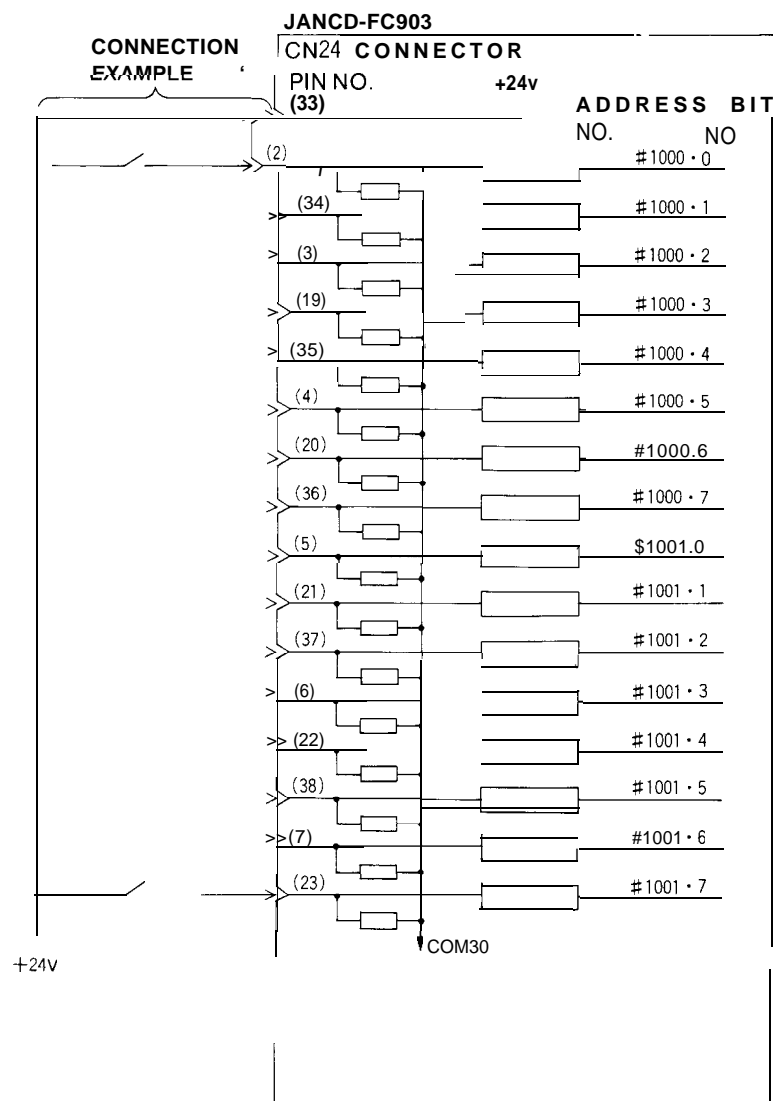 JANCD-FC903
CONNECTION
EXAMPLE
CN24 CONNECTOR
PIN NO.
+24v
(33)
ADDRESS BIT
NO. NO
(2) #1000・0
(34) #1000・1
(3) #1000・2
(19) #1000・3
(35) #1000・4
(4) #1000・5
(20) #1000.6
(36) #1000・7
(5) $1001.0
(21) #1001・1
(37) #1001・2
(6) #1001・3
(22) #1001・4
(38) #1001・5
(7) #1001・6
(23) #1001・7
COM30
+24V